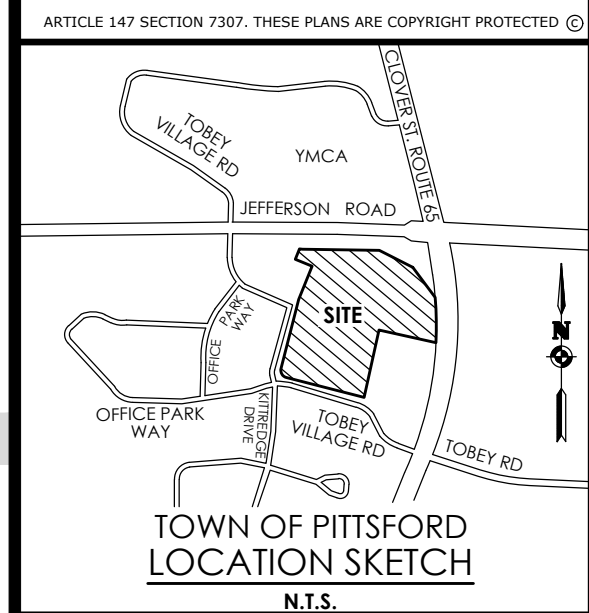 ARTICLE 147 SECTION 7307. THESE PLANS ARE COPYRIGHT PROTECTED ©
CLOVER ST. ROUTE 65
TOBEY
VILLAGE RD
YMCA
JEFFERSON ROAD
SITE
OFFICE PARK
WAY
N
OFFICE PARK
WAY
KITTREDGE
DRIVE
TOBEY
VILLAGE RD
TOBEY RD
TOWN OF PITTSFORD
LOCATION SKETCH
N.T.S.